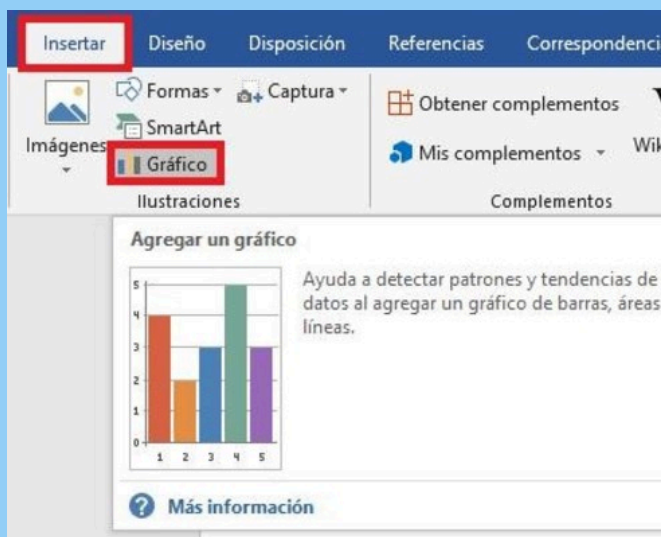 Insertar Diseño Disposición Referencias Correspondenci
Formas Captura
SmartArt
Imágenes
Gráfico
Ilustraciones
Obtener complementos
Mis complementos
Wik
Complementos
Agregar un gráfico
Ayuda a detectar patrones y tendencias de
datos al agregar un gráfico de barras, áreas
líneas.
5
4
3
2
1
0
1 2 3 4 5
Más información